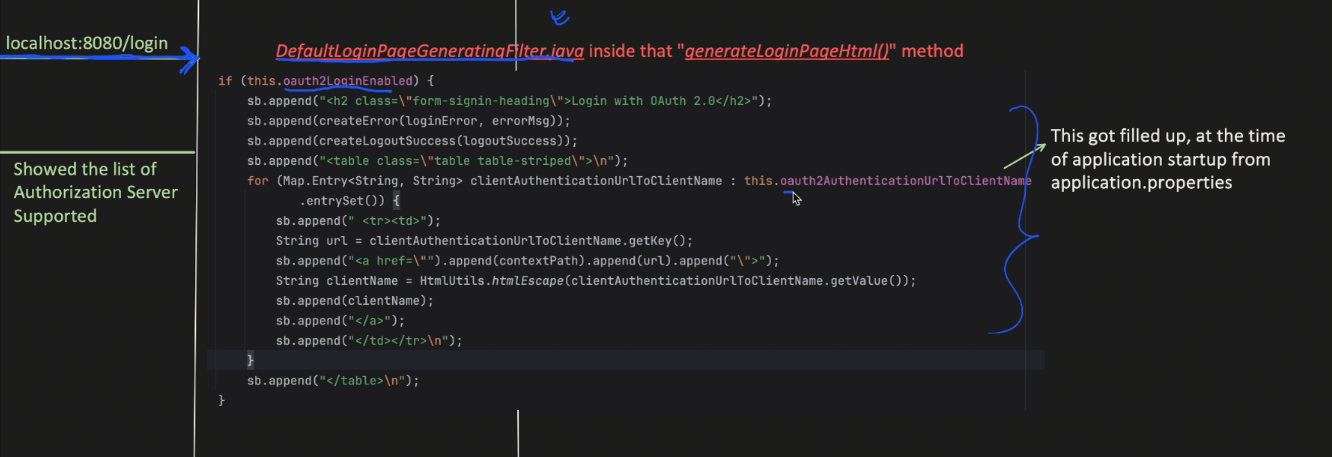 localhost:8080/login
DefaultLoginPageGeneratingFilter.java inside that "generateLoginPageHtml()" method
if (this.oauth2LoginEnabled) {
sb.append("<h2 class=\"form-signin-heading\">Login with OAuth 2.0</h2>");
sb.append(createError(loginError, errorMsg));
sb.append(createLogoutSuccess(logoutSuccess));
sb.append("<table class=\"table table-striped\">\n");
for (Map.Entry<String, String> clientAuthenticationUrlToClientName : this.oauth2AuthenticationUrlToClientName
.entrySet()) {
sb.append(" <tr><td>");
String url = clientAuthenticationUrlToClientName.getKey();
sb.append("<a href=\"").append(contextPath).append(url).append("\">");
String clientName = HtmlUtils.htmlEscape(clientAuthenticationUrlToClientName.getValue());
sb.append(clientName);
sb.append("</a>");
sb.append("</td></tr>\n");
}
sb.append("</table>\n");
}
Showed the list of
Authorization Server
Supported
This got filled up, at the time
of application startup from
application.properties